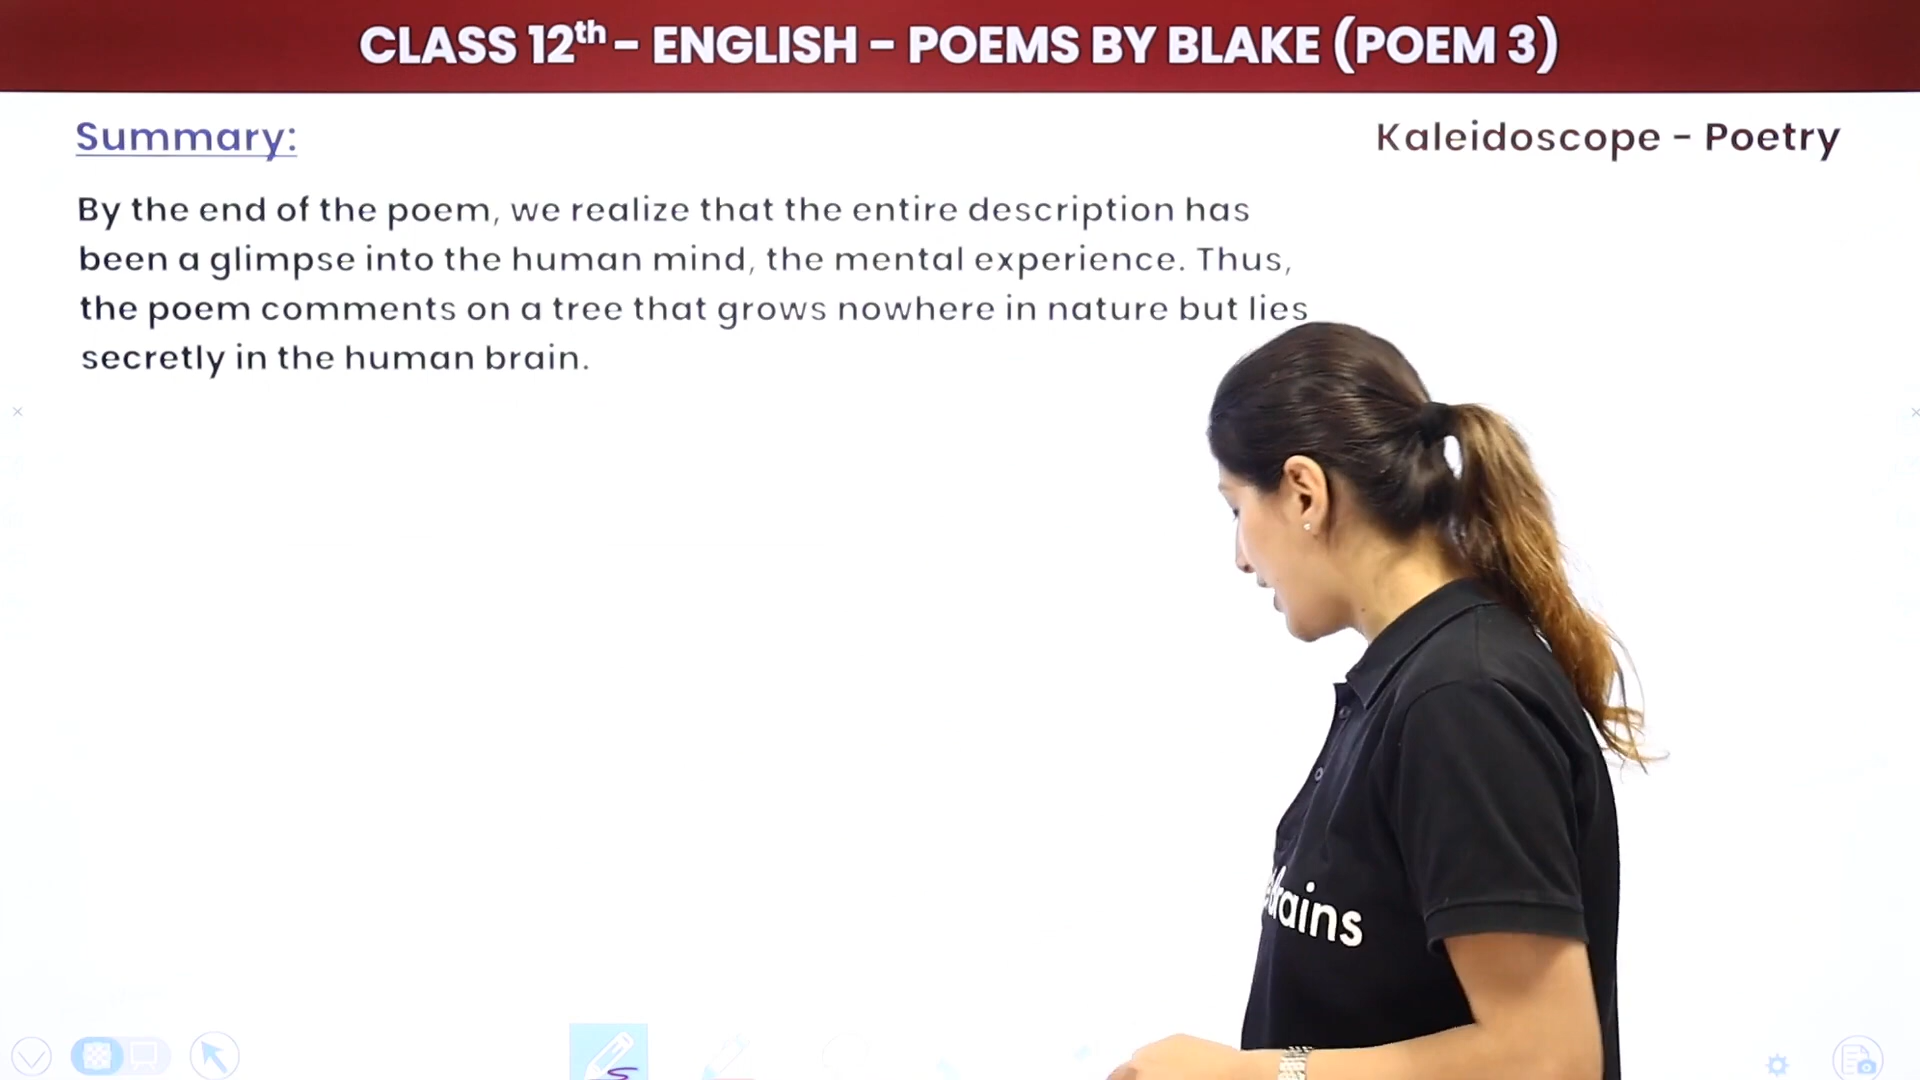 CLASS 12th - ENGLISH - POEMS BY BLAKE (POEM 3)
Summary:
Kaleidoscope - Poetry
By the end of the poem, we realize that the entire description has
been a glimpse into the human mind, the mental experience. Thus,
the poem comments on a tree that grows nowhere in nature but lies
secretly in the human brain.